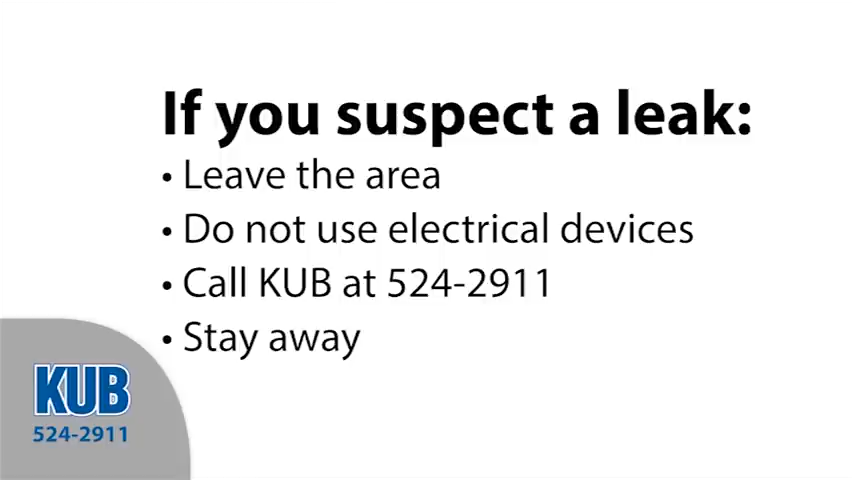 If you suspect a leak:
• Leave the area
• Do not use electrical devices
• Call KUB at 524-2911
• Stay away
KUB
524-2911